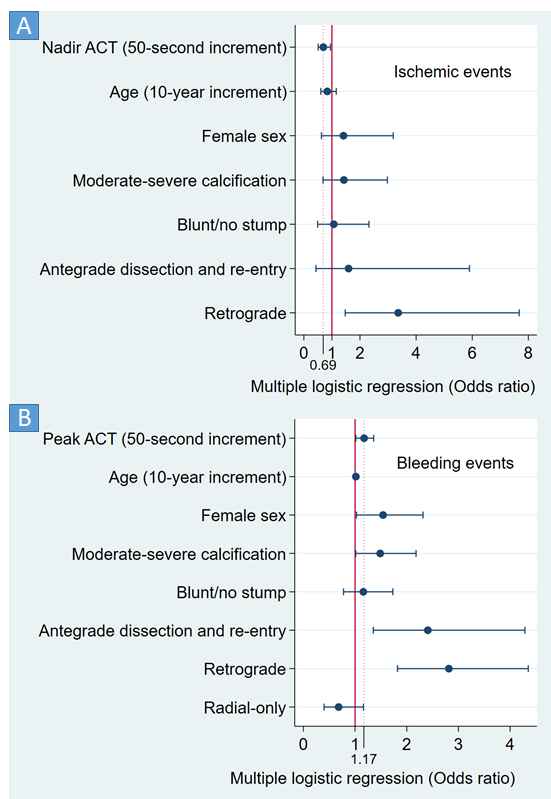 A
Nadir ACT (50-second increment)
Ischemic events
Age (10-year increment)
Female sex
Moderate-severe calcification
Blunt/no stump
Antegrade dissection and re-entry
Retrograde
0 1 2 4 6 8
0.69
Multiple logistic regression (Odds ratio)
B
Peak ACT (50-second increment)
Bleeding events
Age (10-year increment)
Female sex
Moderate-severe calcification
Blunt/no stump
Antegrade dissection and re-entry
Retrograde
Radial-only
0 1 2 3 4
1.17
Multiple logistic regression (Odds ratio)